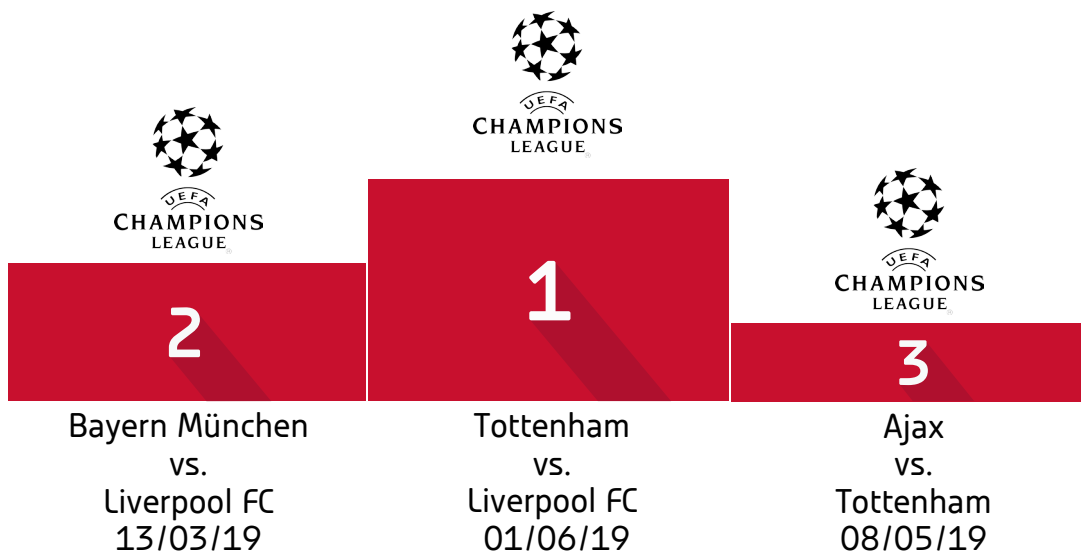 UEFA
CHAMPIONS
LEAGUE
1
Tottenham
vs.
Liverpool FC
01/06/19
UEFA
CHAMPIONS
LEAGUE
2
Bayern München
vs.
Liverpool FC
13/03/19
UEFA
CHAMPIONS
LEAGUE
3
Ajax
vs.
Tottenham
08/05/19